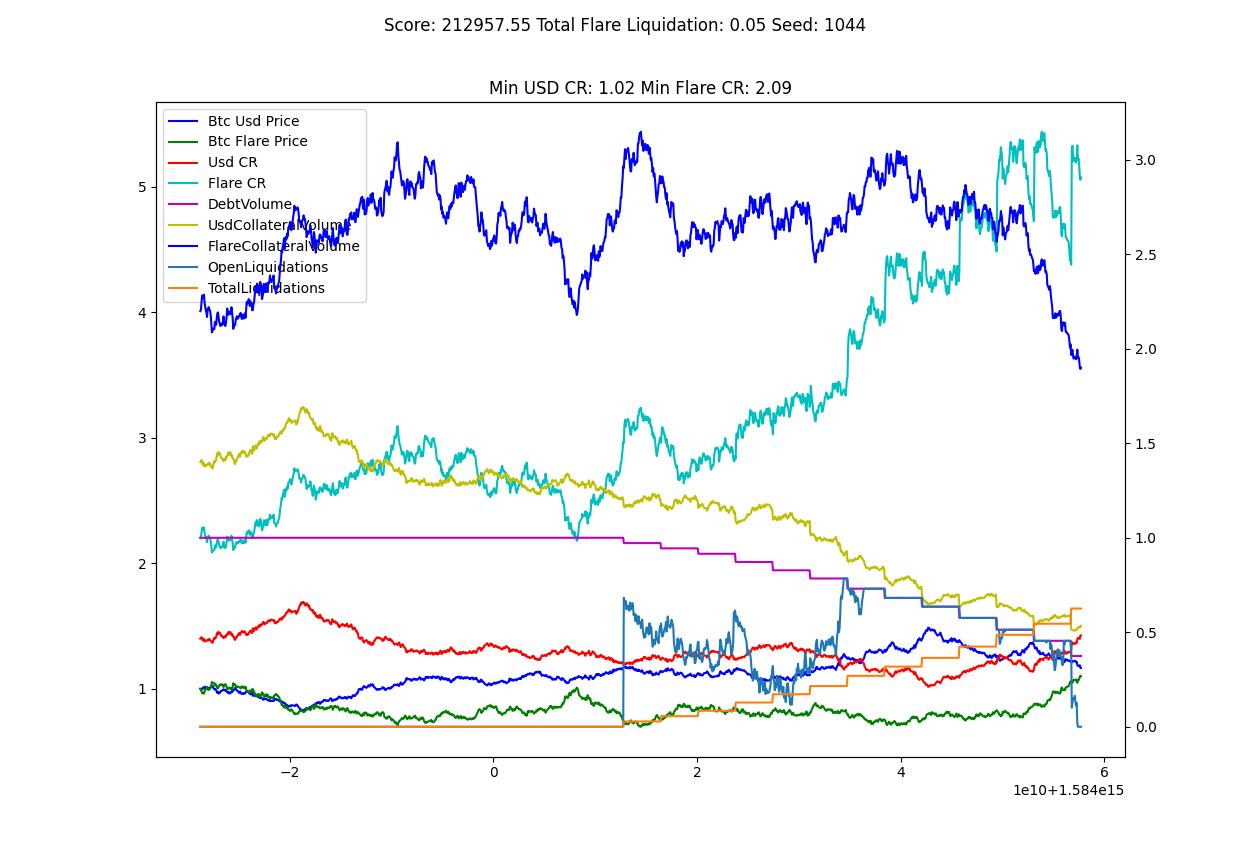 Score: 212957.55 Total Flare Liquidation: 0.05 Seed: 1044
Min USD CR: 1.02 Min Flare CR: 2.09
Btc Usd Price
Btc Flare Price
Usd CR
Flare CR
DebtVolume
UsdCollateralVolume
FlareCollateralVolume
OpenLiquidations
TotalLiquidations
5
4
3
2
1
3.0
2.5
2.0
1.5
1.0
0.5
0.0
−2
0
2
4
6
1e10+1.584e15